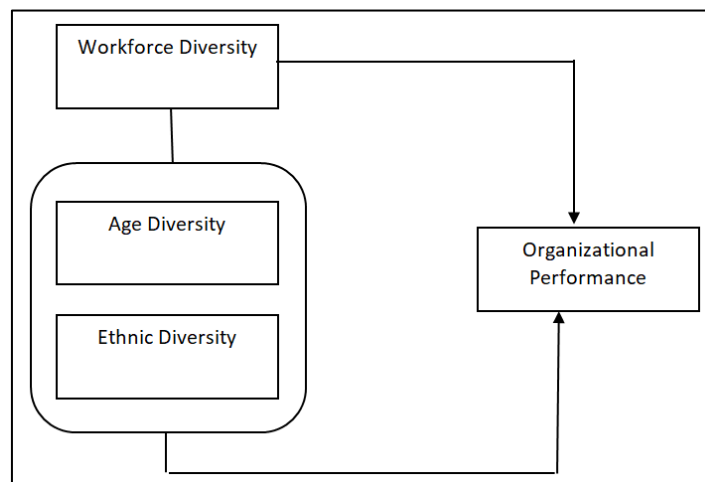 Workforce Diversity
Age Diversity
Ethnic Diversity
Organizational
Performance